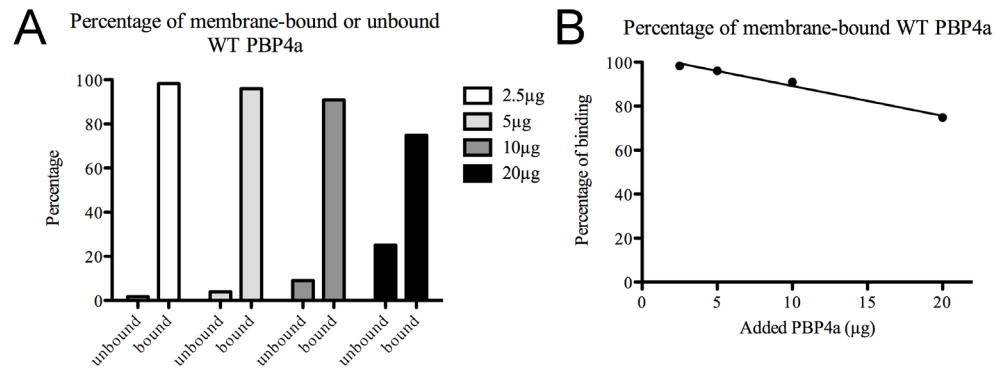 A
Percentage of membrane-bound or unbound
WT PBP4a
Percentage
100
80
60
40
20
0
unbound
bound
unbound
bound
unbound
bound
unbound
bound
2.5µg
5µg
10µg
20µg
B
Percentage of membrane-bound WT PBP4a
Percentage of binding
100
80
60
40
20
0
0 5 10 15 20
Added PBP4a (µg)